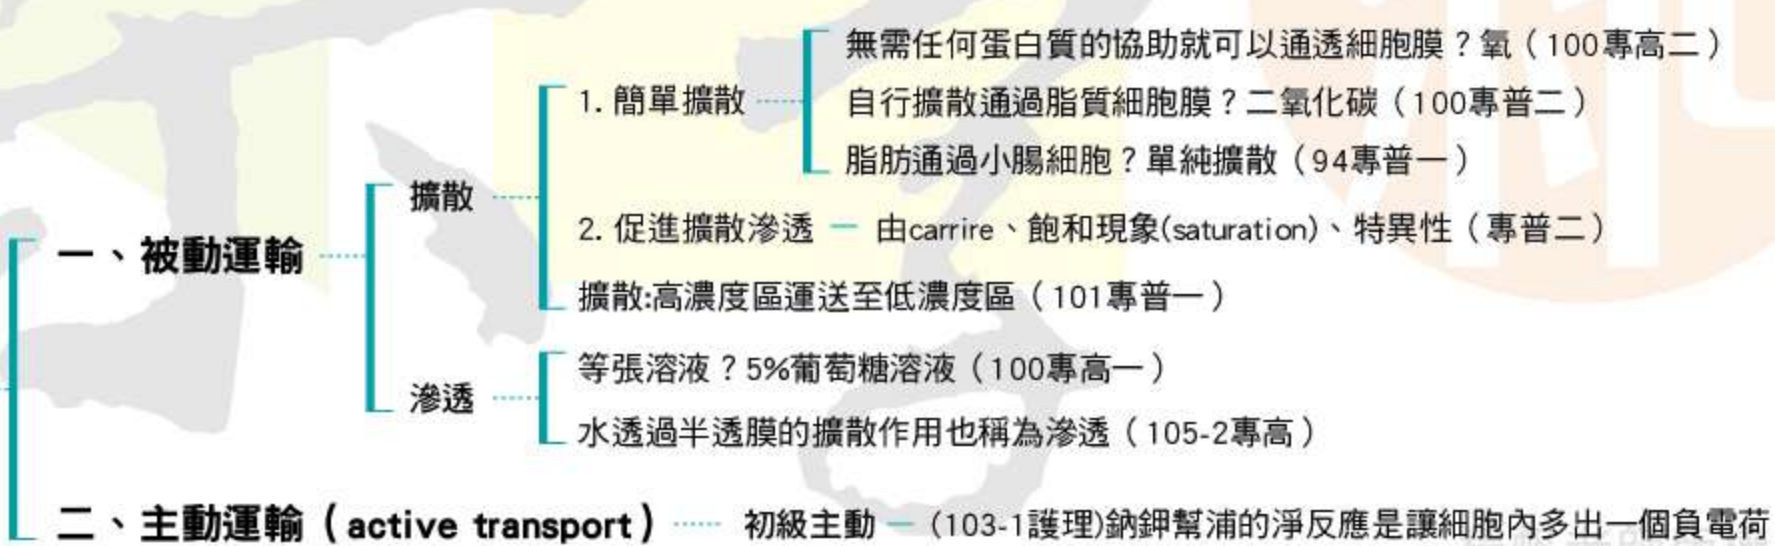 無需任何蛋白質的協助就可以通透細胞膜？氧（100專高二）
1. 簡單擴散
自行擴散通過脂質細胞膜？二氧化碳（100專普二）
脂肪通過小腸細胞？單純擴散（94專普一）
擴散
2. 促進擴散滲透 — 由carrire、飽和現象(saturation)、特異性（專普二）
一、被動運輸
擴散:高濃度區運送至低濃度區（101專普一）
等張溶液？5%葡萄糖溶液（100專高一）
滲透
水透過半透膜的擴散作用也稱為滲透（105-2專高）
二、主動運輸（active transport） 初級主動 — (103-1護理)鈉鉀幫浦的淨反應是讓細胞內多出一個負電荷